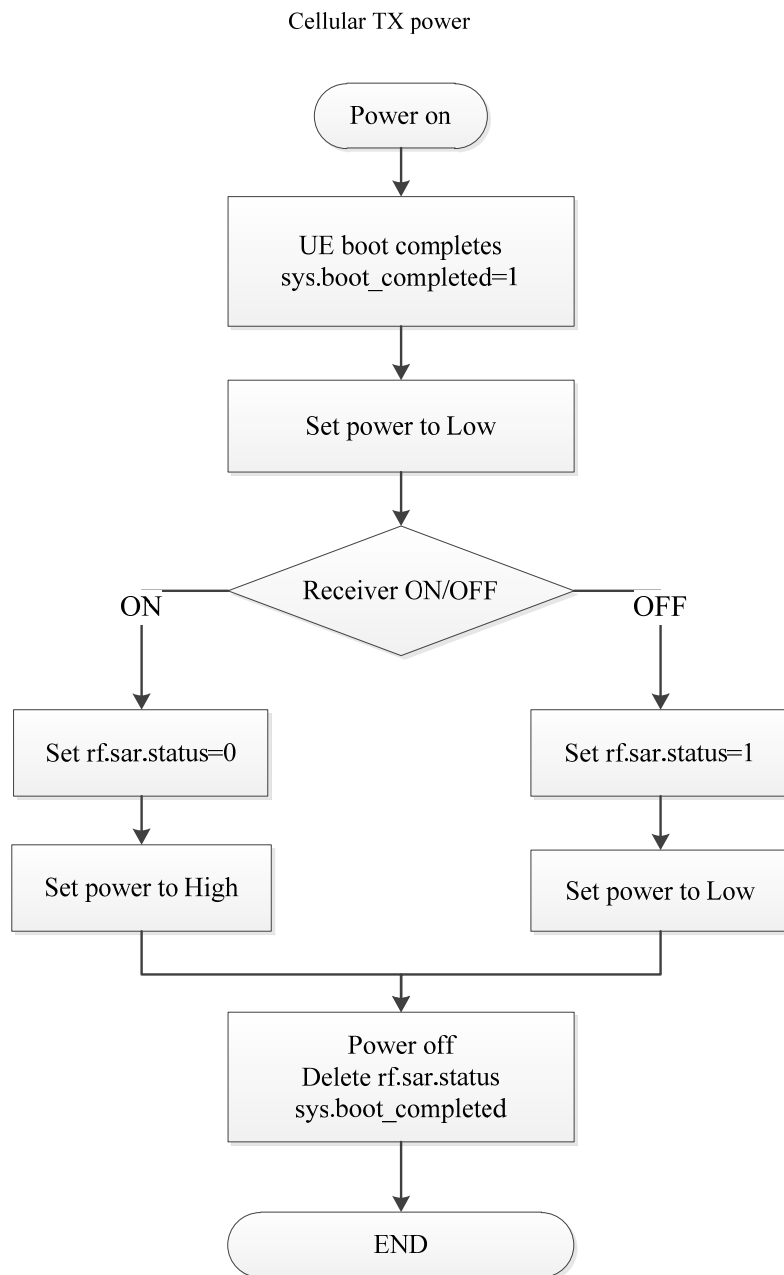 Cellular TX power
Power on
UE boot completes
sys.boot_completed=1
Set power to Low
Receiver ON/OFF
ON
OFF
Set rf.sar.status=0
Set rf.sar.status=1
Set power to High
Set power to Low
Power off
Delete rf.sar.status
sys.boot_completed
END